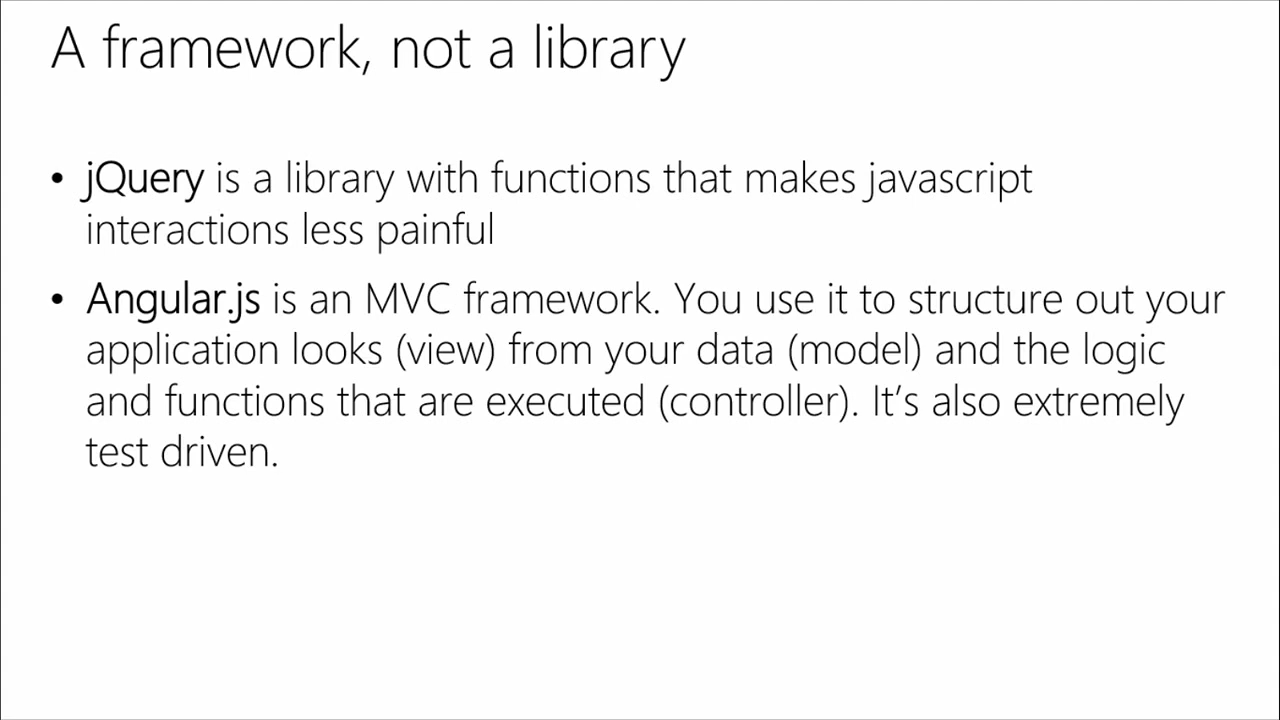 A framework, not a library
• jQuery is a library with functions that makes javascript
interactions less painful
• Angular.js is an MVC framework. You use it to structure out your
application looks (view) from your data (model) and the logic
and functions that are executed (controller). It’s also extremely
test driven.